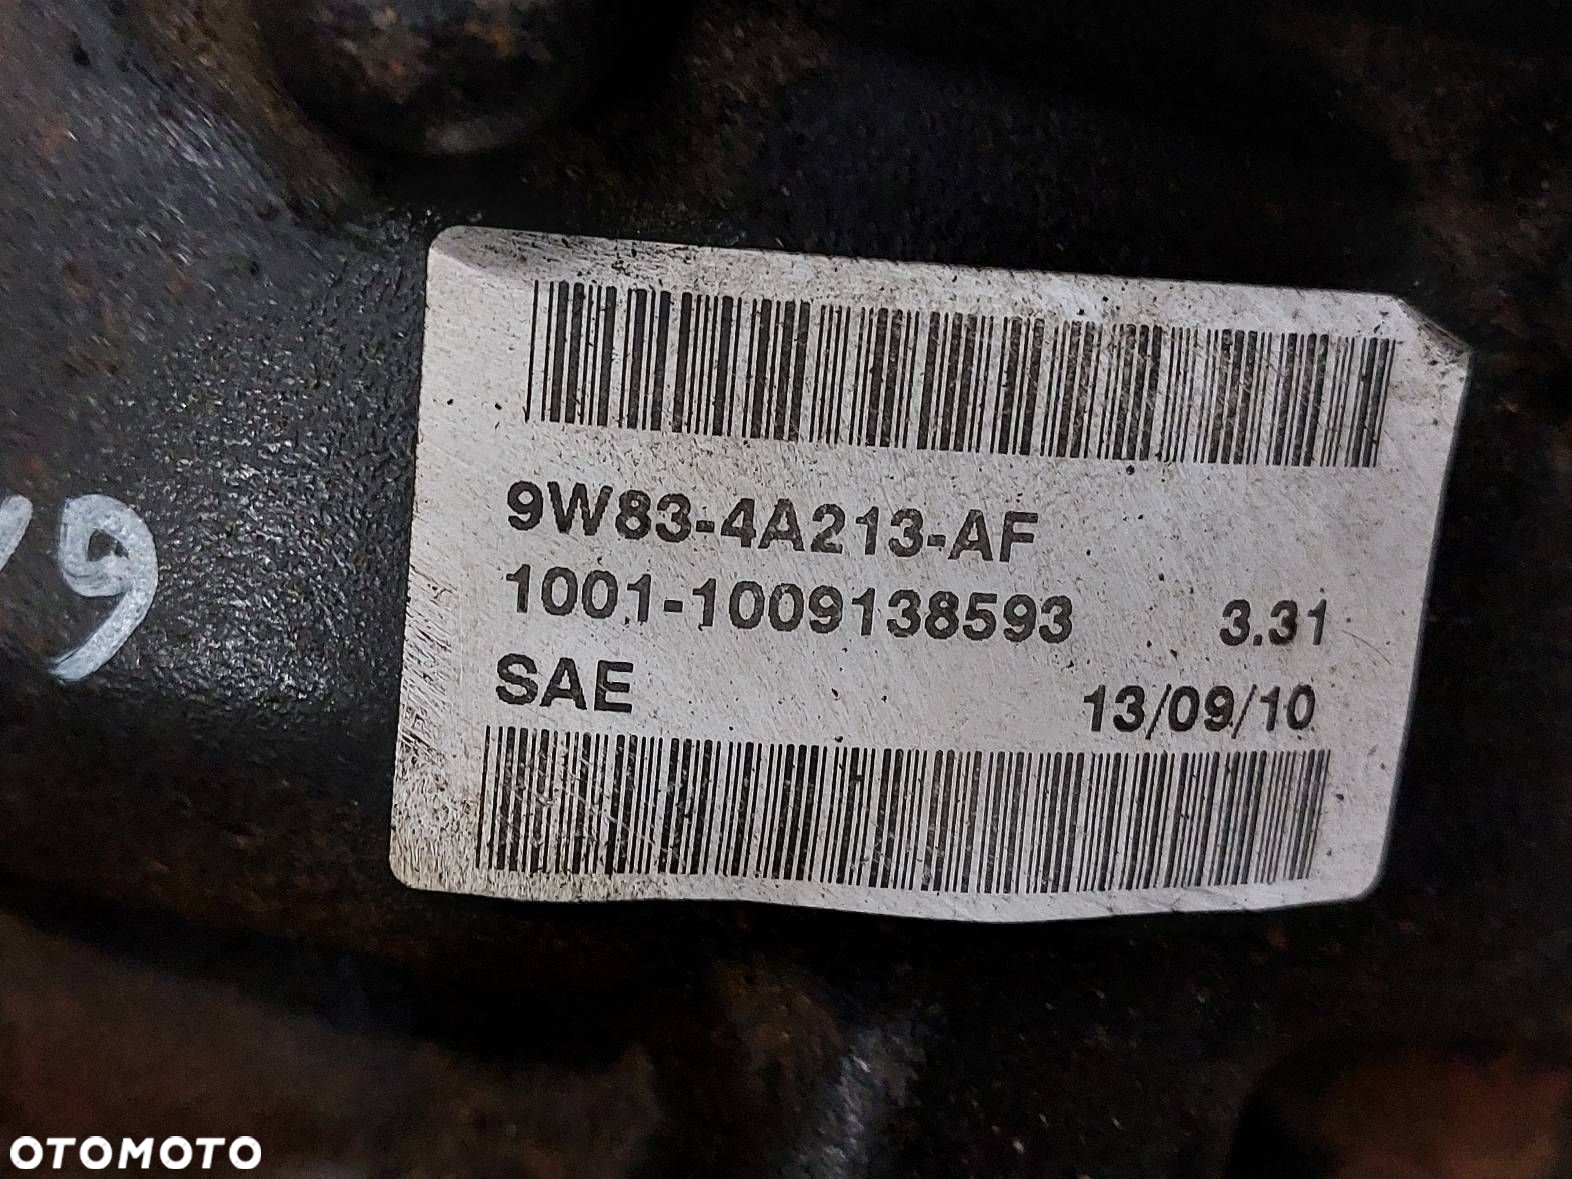 9W83-4A213-AF
1001-1009138593 3.31
SAE 13/09/10
OTOMOTO